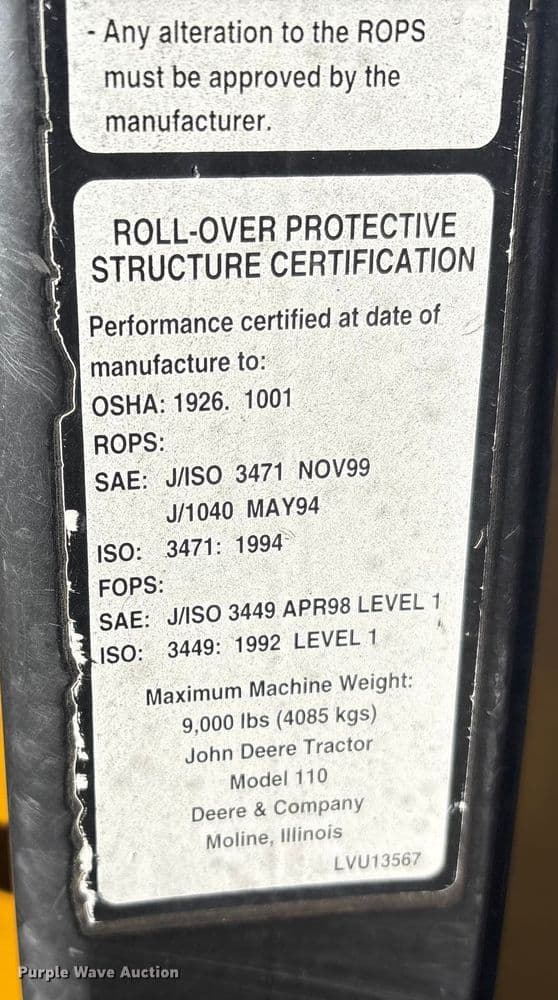 - Any alteration to the ROPS
must be approved by the
manufacturer.
ROLL-OVER PROTECTIVE
STRUCTURE CERTIFICATION
Performance certified at date of
manufacture to:
OSHA: 1926. 1001
ROPS:
SAE: J/ISO 3471 NOV99
J/1040 MAY94
ISO: 3471: 1994
FOPS:
SAE: J/ISO 3449 APR98 LEVEL 1
ISO: 3449: 1992 LEVEL 1
Maximum Machine Weight:
9,000 lbs (4085 kgs)
John Deere Tractor
Model 110
Deere & Company
Moline, Illinois
LVU13567
Purple Wave Auction